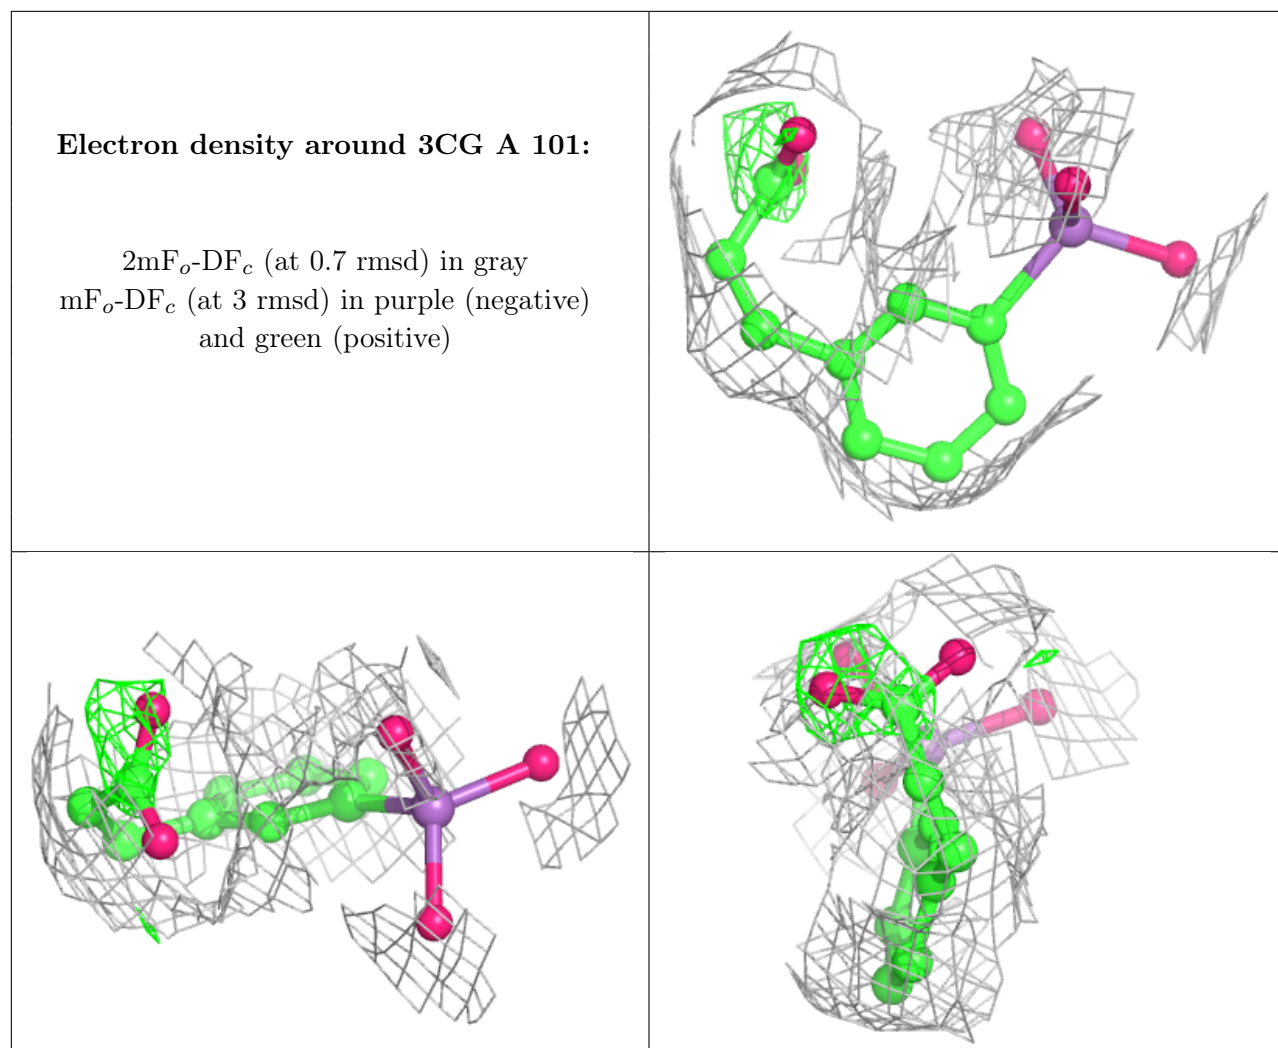 Electron density around 3CG A 101:
2mFo-DFc (at 0.7 rmsd) in gray
mFo-DFc (at 3 rmsd) in purple (negative)
and green (positive)